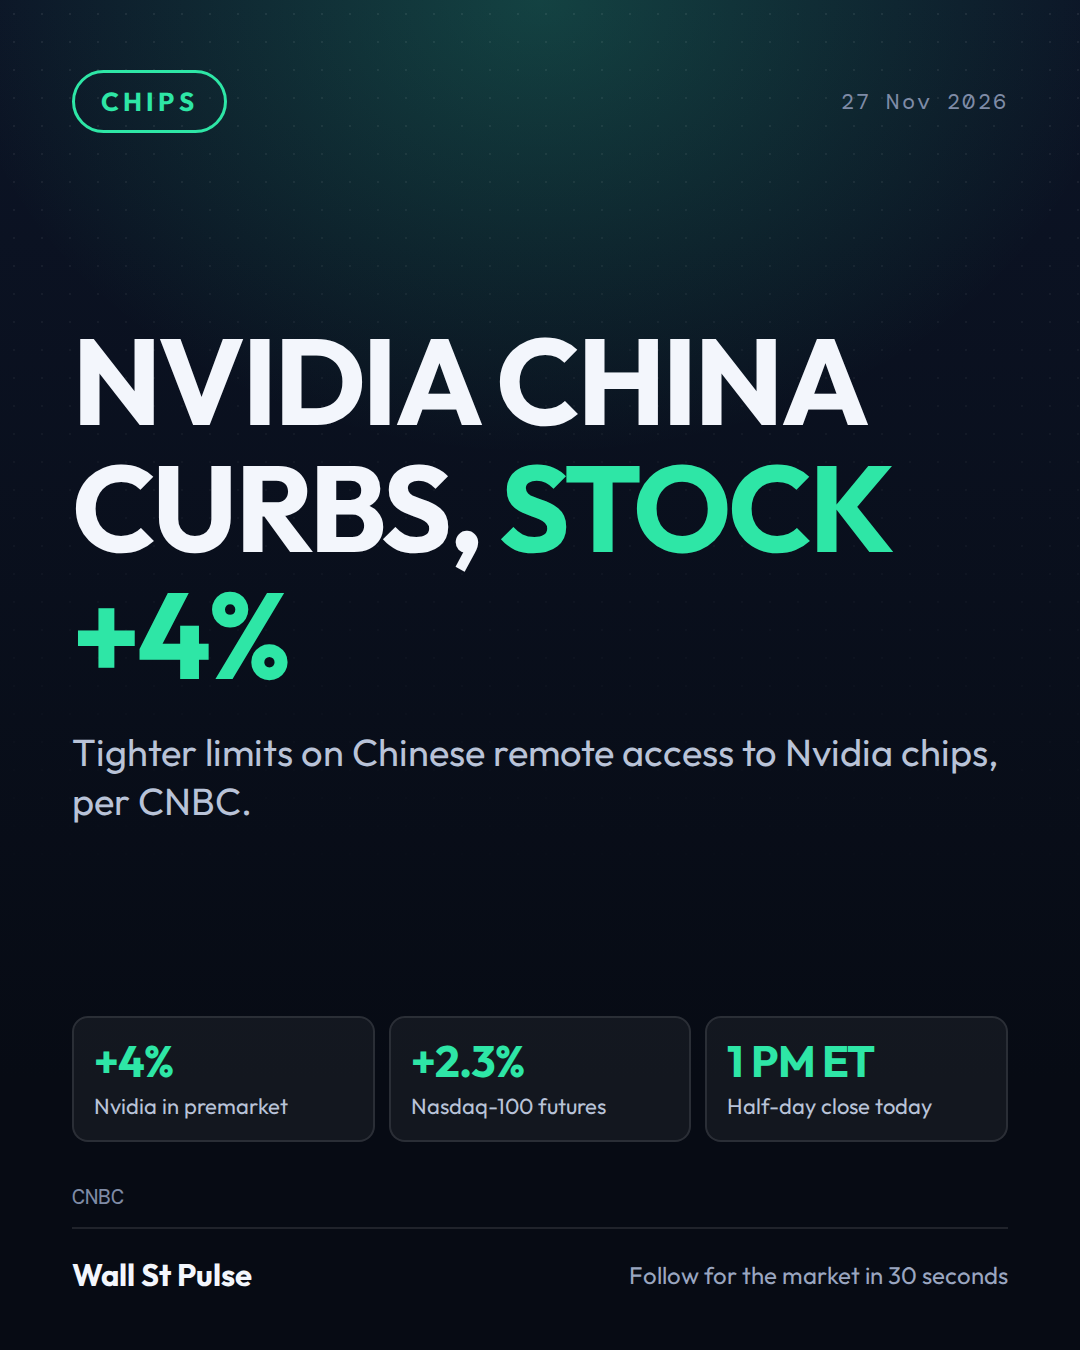 CHIPS
27 Nov 2026
NVIDIA CHINA
CURBS, STOCK
+4%
Tighter limits on Chinese remote access to Nvidia chips,
per CNBC.
+4%
Nvidia in premarket
+2.3%
Nasdaq-100 futures
1 PM ET
Half-day close today
CNBC
Wall St Pulse
Follow for the market in 30 seconds